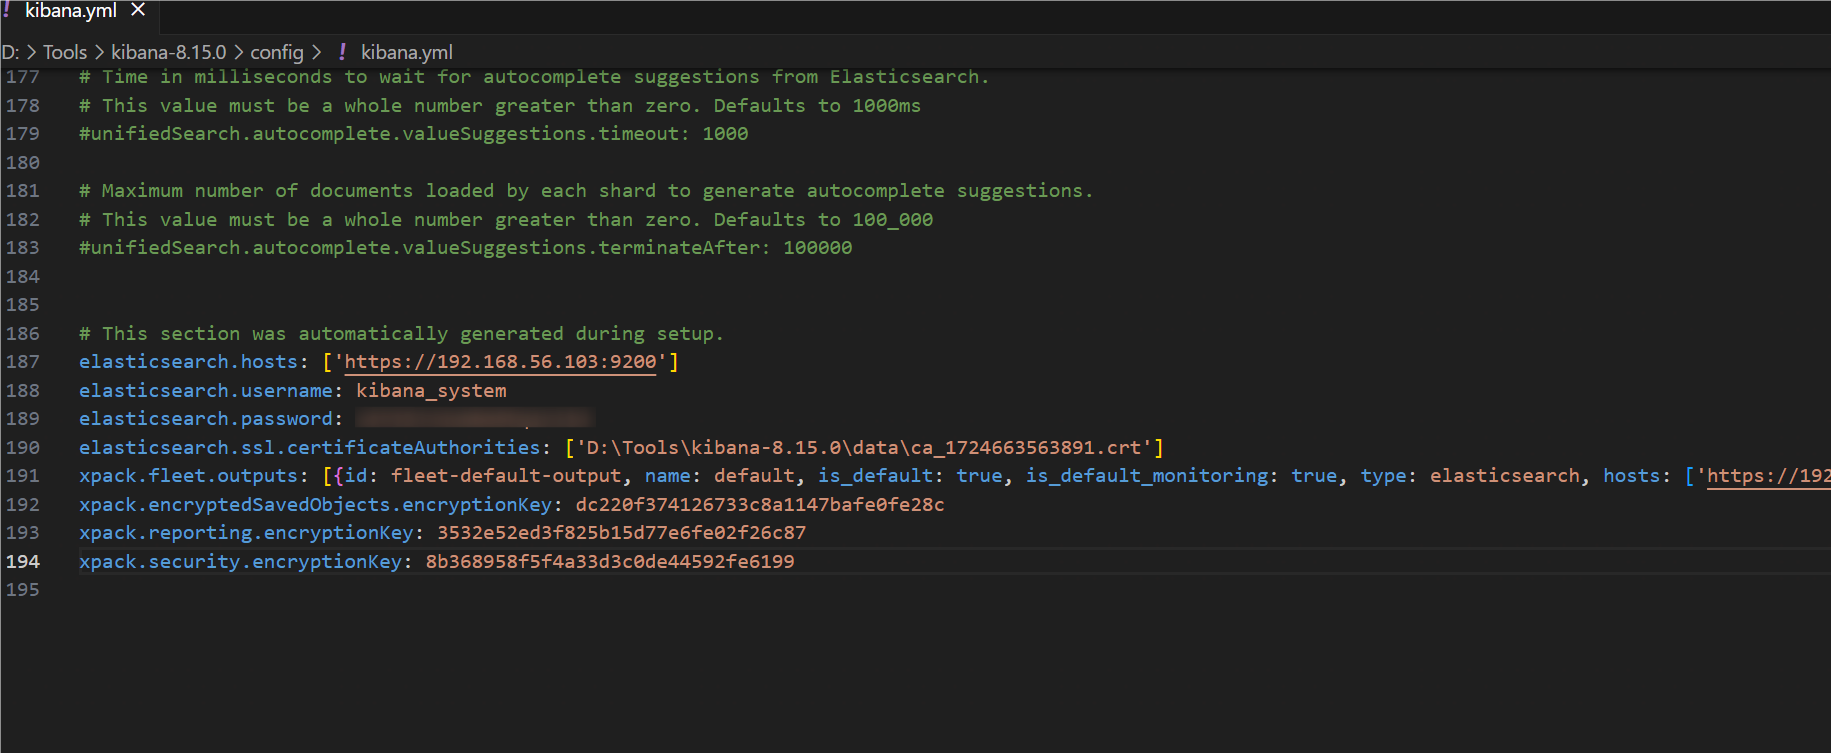 kibana.yml
D: > Tools > kibana-8.15.0 > config > ! kibana.yml
177 # Time in milliseconds to wait for autocomplete suggestions from Elasticsearch.
178 # This value must be a whole number greater than zero. Defaults to 1000ms
179 #unifiedSearch.autocomplete.valueSuggestions.timeout: 1000
180
181 # Maximum number of documents loaded by each shard to generate autocomplete suggestions.
182 # This value must be a whole number greater than zero. Defaults to 100_000
183 #unifiedSearch.autocomplete.valueSuggestions.terminateAfter: 100000
184
185
186 # This section was automatically generated during setup.
187 elasticsearch.hosts: ['https://192.168.56.103:9200']
188 elasticsearch.username: kibana_system
189 elasticsearch.password:
190 elasticsearch.ssl.certificateAuthorities: ['D:\Tools\kibana-8.15.0\data\ca_1724663563891.crt']
191 xpack.fleet.outputs: [{id: fleet-default-output, name: default, is_default: true, is_default_monitoring: true, type: elasticsearch, hosts: ['https://192
192 xpack.encryptedSavedObjects.encryptionKey: dc220f374126733c8a1147bafe0fe28c
193 xpack.reporting.encryptionKey: 3532e52ed3f825b15d77e6fe02f26c87
194 xpack.security.encryptionKey: 8b368958f5f4a33d3c0de44592fe6199
195